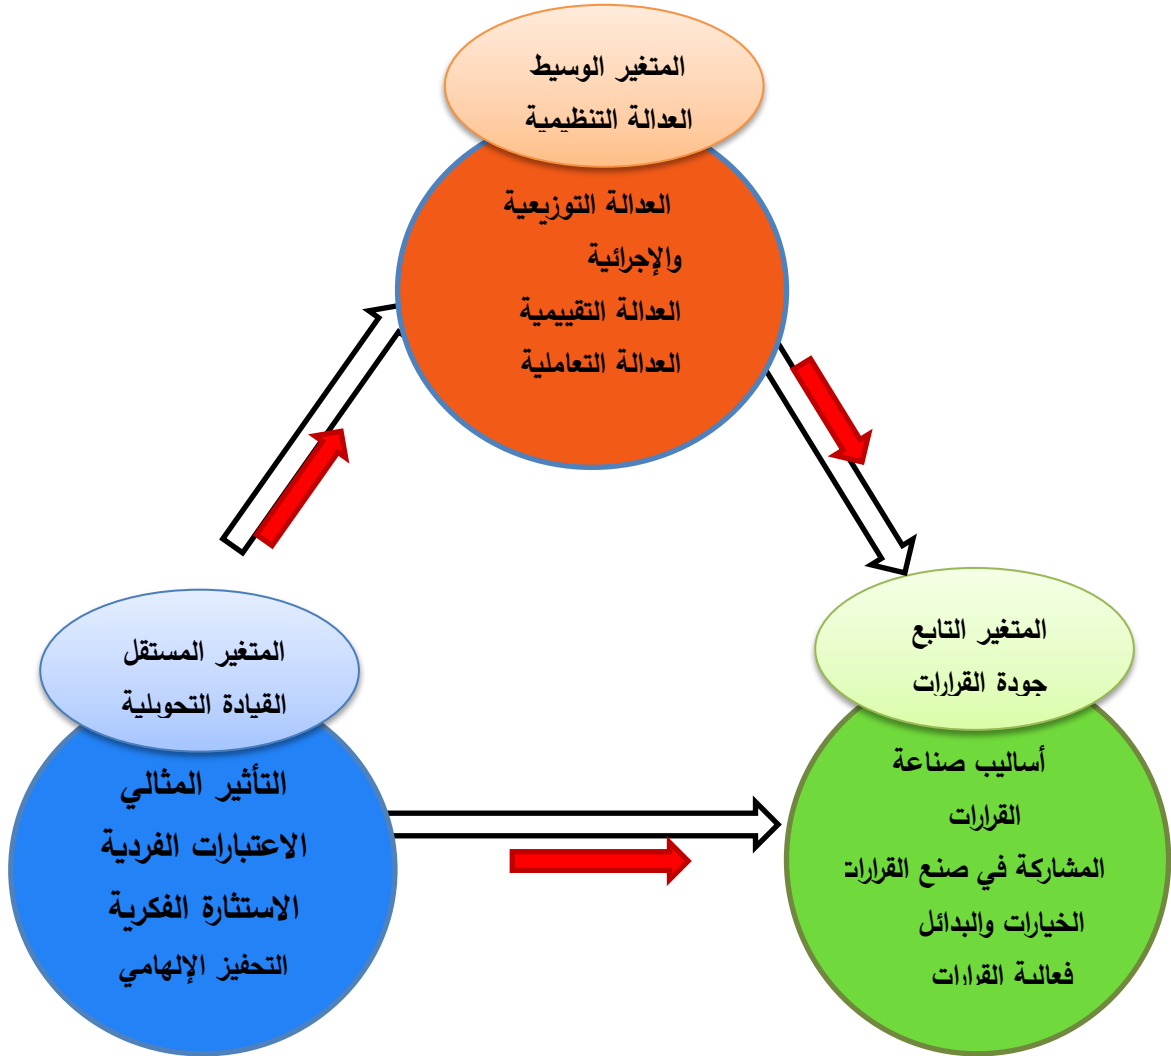 المتغير الوسيط
العدالة التنظيمية
العدالة التوزيعية
والإجرائية
العدالة التقييمية
العدالة التعاملية
المتغير المستقل
القيادة التحويلية
التأثير المثالي
الاعتبارات الفردية
الاستثارة الفكرية
التحفيز الإلهامي
المتغير التابع
جودة القرارات
أساليب صناعة
القرارات
المشاركة في صنع القرارات
الخيارات والبدائل
فعالية القرارات